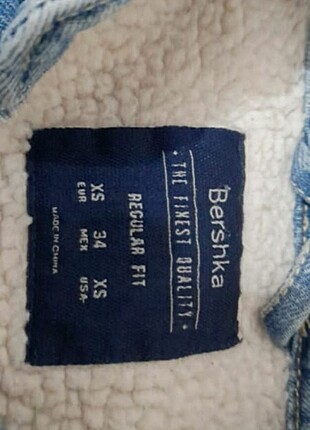 Bershka
• THE FINEST QUALITY •
REGULAR FIT
XS 34 XS
EUR MEX USA
MADE IN CHINA